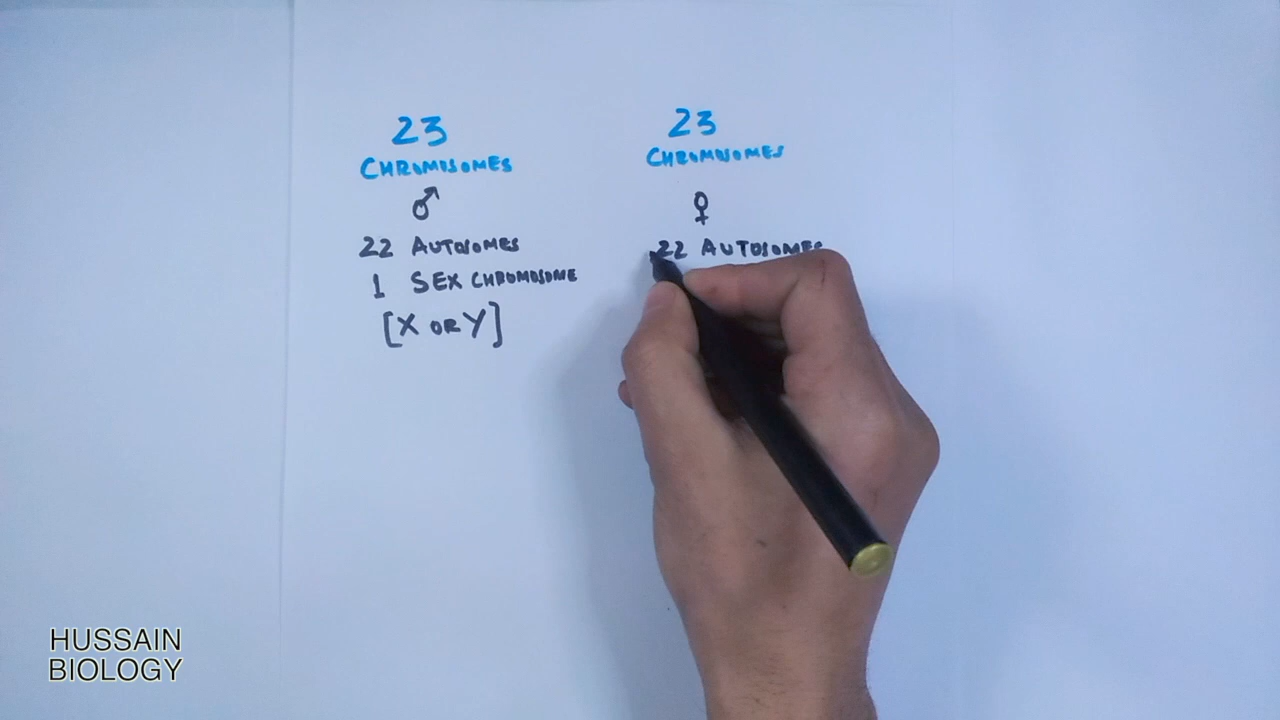 23
CHROMOSOMES
♂
22 AUTOSOMES
1 SEX CHROMOSOME
[X OR Y]
23
CHROMOSOMES
♀
22 AUTOSOMES
HUSSAIN
BIOLOGY